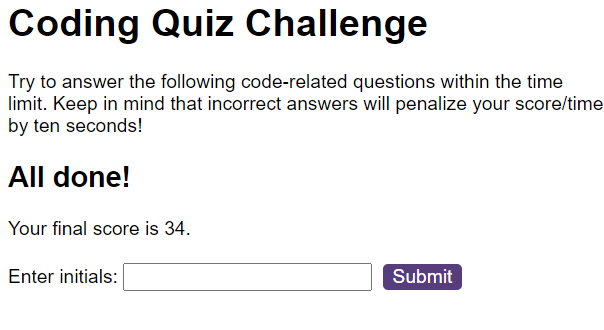 Coding Quiz Challenge
Try to answer the following code-related questions within the time
limit. Keep in mind that incorrect answers will penalize your score/time
by ten seconds!
All done!
Your final score is 34.
Enter initials: Submit